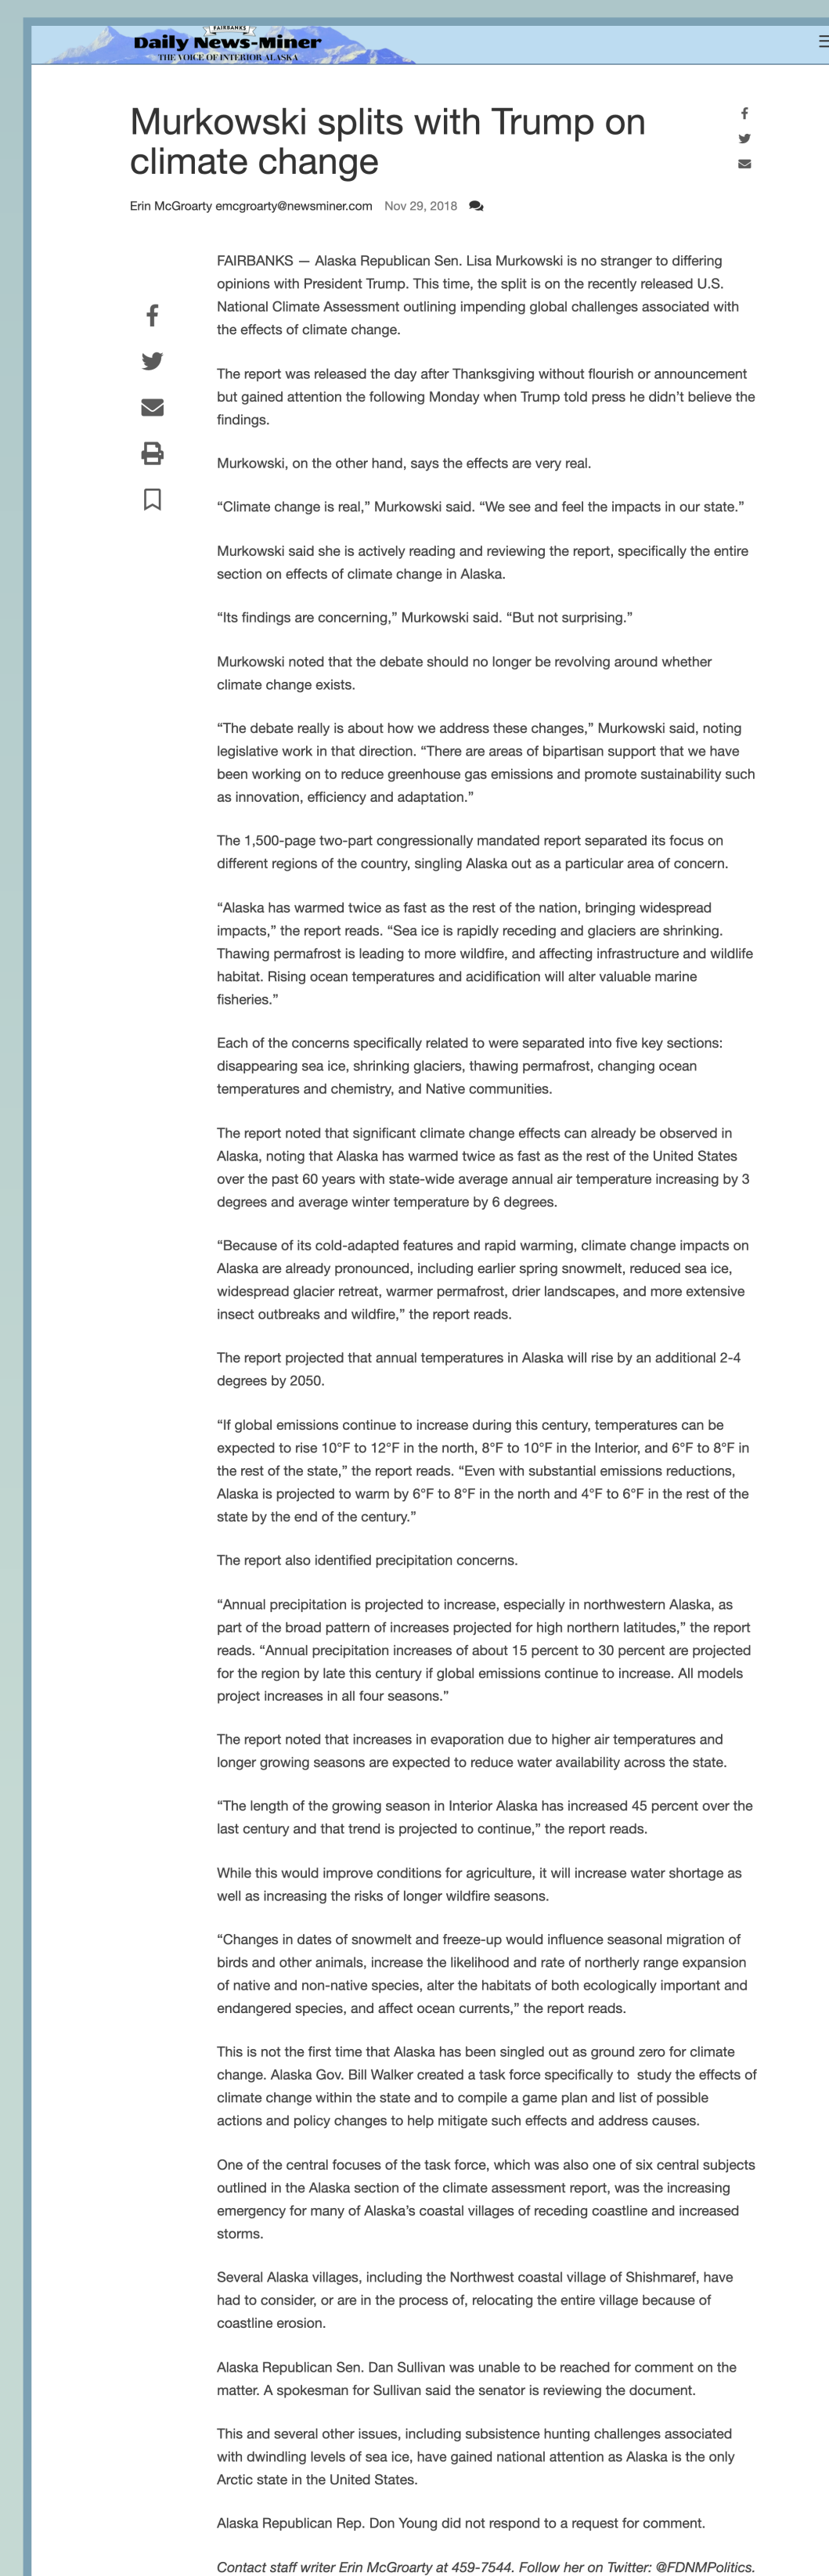 FAIRBANKS
Daily News-Miner
THE VOICE OF INTERIOR ALASKA
Murkowski splits with Trump on
climate change
Erin McGroarty emcgroarty@newsminer.com Nov 29, 2018
FAIRBANKS — Alaska Republican Sen. Lisa Murkowski is no stranger to differing
opinions with President Trump. This time, the split is on the recently released U.S.
National Climate Assessment outlining impending global challenges associated with
the effects of climate change.
The report was released the day after Thanksgiving without flourish or announcement
but gained attention the following Monday when Trump told press he didn’t believe the
findings.
Murkowski, on the other hand, says the effects are very real.
“Climate change is real,” Murkowski said. “We see and feel the impacts in our state.”
Murkowski said she is actively reading and reviewing the report, specifically the entire
section on effects of climate change in Alaska.
“Its findings are concerning,” Murkowski said. “But not surprising.”
Murkowski noted that the debate should no longer be revolving around whether
climate change exists.
“The debate really is about how we address these changes,” Murkowski said, noting
legislative work in that direction. “There are areas of bipartisan support that we have
been working on to reduce greenhouse gas emissions and promote sustainability such
as innovation, efficiency and adaptation.”
The 1,500-page two-part congressionally mandated report separated its focus on
different regions of the country, singling Alaska out as a particular area of concern.
“Alaska has warmed twice as fast as the rest of the nation, bringing widespread
impacts,” the report reads. “Sea ice is rapidly receding and glaciers are shrinking.
Thawing permafrost is leading to more wildfire, and affecting infrastructure and wildlife
habitat. Rising ocean temperatures and acidification will alter valuable marine
fisheries.”
Each of the concerns specifically related to were separated into five key sections:
disappearing sea ice, shrinking glaciers, thawing permafrost, changing ocean
temperatures and chemistry, and Native communities.
The report noted that significant climate change effects can already be observed in
Alaska, noting that Alaska has warmed twice as fast as the rest of the United States
over the past 60 years with state-wide average annual air temperature increasing by 3
degrees and average winter temperature by 6 degrees.
“Because of its cold-adapted features and rapid warming, climate change impacts on
Alaska are already pronounced, including earlier spring snowmelt, reduced sea ice,
widespread glacier retreat, warmer permafrost, drier landscapes, and more extensive
insect outbreaks and wildfire,” the report reads.
The report projected that annual temperatures in Alaska will rise by an additional 2-4
degrees by 2050.
“If global emissions continue to increase during this century, temperatures can be
expected to rise 10°F to 12°F in the north, 8°F to 10°F in the Interior, and 6°F to 8°F in
the rest of the state,” the report reads. “Even with substantial emissions reductions,
Alaska is projected to warm by 6°F to 8°F in the north and 4°F to 6°F in the rest of the
state by the end of the century.”
The report also identified precipitation concerns.
“Annual precipitation is projected to increase, especially in northwestern Alaska, as
part of the broad pattern of increases projected for high northern latitudes,” the report
reads. “Annual precipitation increases of about 15 percent to 30 percent are projected
for the region by late this century if global emissions continue to increase. All models
project increases in all four seasons.”
The report noted that increases in evaporation due to higher air temperatures and
longer growing seasons are expected to reduce water availability across the state.
“The length of the growing season in Interior Alaska has increased 45 percent over the
last century and that trend is projected to continue,” the report reads.
While this would improve conditions for agriculture, it will increase water shortage as
well as increasing the risks of longer wildfire seasons.
“Changes in dates of snowmelt and freeze-up would influence seasonal migration of
birds and other animals, increase the likelihood and rate of northerly range expansion
of native and non-native species, alter the habitats of both ecologically important and
endangered species, and affect ocean currents,” the report reads.
This is not the first time that Alaska has been singled out as ground zero for climate
change. Alaska Gov. Bill Walker created a task force specifically to  study the effects of
climate change within the state and to compile a game plan and list of possible
actions and policy changes to help mitigate such effects and address causes.
One of the central focuses of the task force, which was also one of six central subjects
outlined in the Alaska section of the climate assessment report, was the increasing
emergency for many of Alaska’s coastal villages of receding coastline and increased
storms.
Several Alaska villages, including the Northwest coastal village of Shishmaref, have
had to consider, or are in the process of, relocating the entire village because of
coastline erosion.
Alaska Republican Sen. Dan Sullivan was unable to be reached for comment on the
matter. A spokesman for Sullivan said the senator is reviewing the document.
This and several other issues, including subsistence hunting challenges associated
with dwindling levels of sea ice, have gained national attention as Alaska is the only
Arctic state in the United States.
Alaska Republican Rep. Don Young did not respond to a request for comment.
Contact staff writer Erin McGroarty at 459-7544. Follow her on Twitter: @FDNMPolitics.